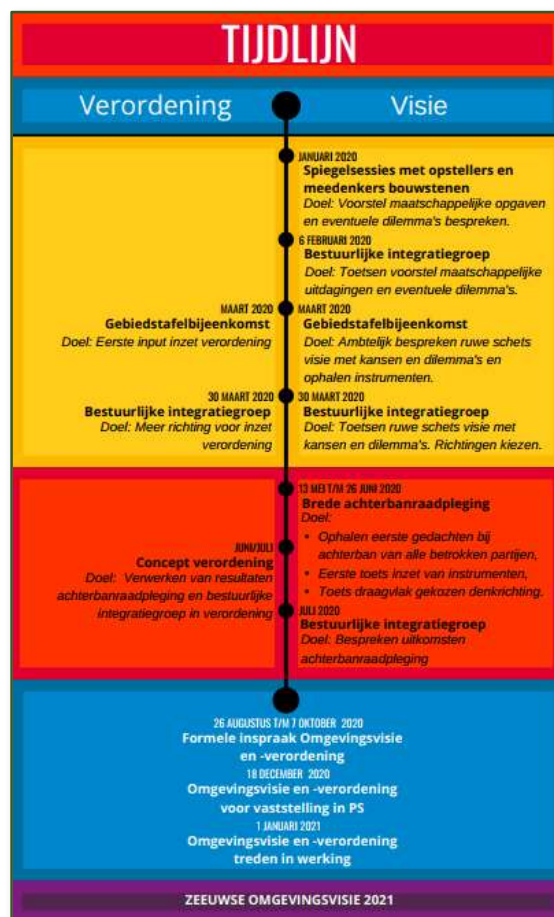 TIJDLIJN
Verordening
Visie
JANUARI 2020
Spiegelsessies met opstellers en
meedenkers bouwstenen
Doel: Voorstel maatschappelijke opgaven
en eventuele dilemma's bespreken.
6 FEBRUARI 2020
Bestuurlijke integratiegroep
Doel: Toetsen voorstel maatschappelijke
uitdagingen en eventuele dilemma's.
MAART 2020
Gebiedstafelbijeenkomst
Doel: Eerste input inzet verordening
MAART 2020
Gebiedstafelbijeenkomst
Doel: Ambtelijk bespreken ruwe schets
visie met kansen en dilemma's en
ophalen instrumenten.
30 MAART 2020
Bestuurlijke integratiegroep
Doel: Meer richting voor inzet
verordening
30 MAART 2020
Bestuurlijke integratiegroep
Doel: Toetsen ruwe schets visie met
kansen en dilemma's. Richtingen kiezen.
13 MEI T/M 26 JUNI 2020
Brede achterbanraadpleging
Doel:
• Ophalen eerste gedachten bij
achterban van alle betrokken partijen,
• Eerste toets inzet van instrumenten,
• Toets draagvlak gekozen denkrichting.
JUNI/JULI
Concept verordening
Doel: Verwerken van resultaten
achterbanraadpleging en bestuurlijke
integratiegroep in verordening
JULI 2020
Bestuurlijke integratiegroep
Doel: Bespreken uitkomsten
achterbanraadpleging
26 AUGUSTUS T/M 7 OKTOBER 2020
Formele inspraak Omgevingsvisie
en -verordening
18 DECEMBER 2020
Omgevingsvisie en -verordening
voor vaststelling in PS
1 JANUARI 2021
Omgevingsvisie en -verordening
treden in werking
ZEEUWSE OMGEVINGSVISIE 2021